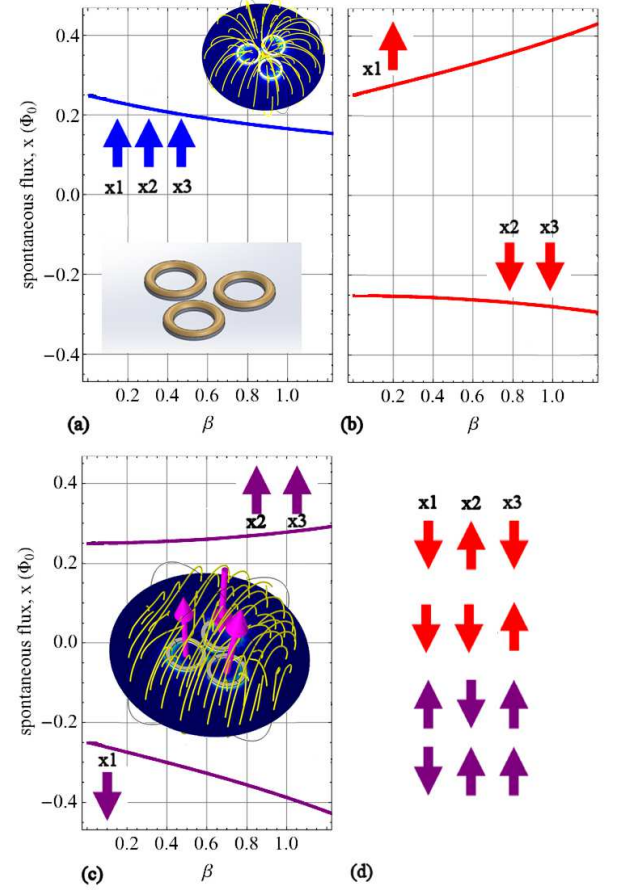 0.4
0.2
0.0
−0.2
−0.4
spontaneous flux, x (Φ₀)
x1 x2 x3
0.2 0.4 0.6 0.8 1.0
(a) β
x1
x2 x3
0.2 0.4 0.6 0.8 1.0
(b) β
0.4
0.2
0.0
−0.2
−0.4
spontaneous flux, x (Φ₀)
x2 x3
x1
0.2 0.4 0.6 0.8 1.0
(c) β
x1 x2 x3
(d)